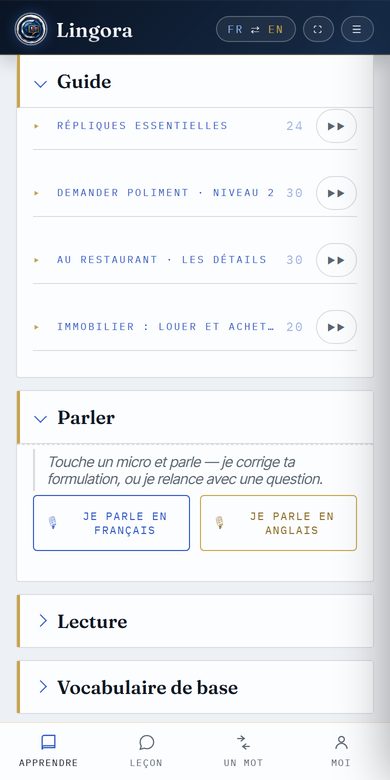 Lingora
FR ⇄ EN
Guide
RÉPLIQUES ESSENTIELLES 24
DEMANDER POLIMENT · NIVEAU 2 30
AU RESTAURANT · LES DÉTAILS 30
IMMOBILIER : LOUER ET ACHET… 20
Parler
Touche un micro et parle — je corrige ta
formulation, ou je relance avec une question.
JE PARLE EN
FRANÇAIS
JE PARLE EN
ANGLAIS
Lecture
Vocabulaire de base
APPRENDRE
LEÇON
UN MOT
MOI